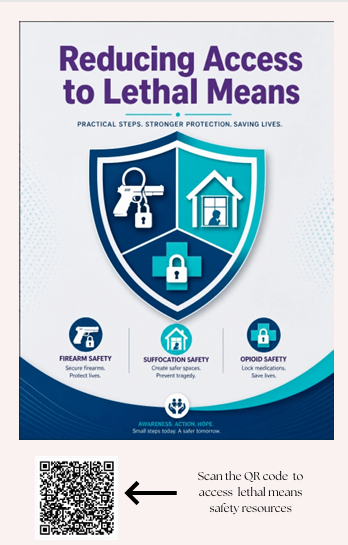 Reducing Access
to Lethal Means
PRACTICAL STEPS. STRONGER PROTECTION. SAVING LIVES.
FIREARM SAFETY
Secure firearms.
Protect lives.
SUFFOCATION SAFETY
Create safer spaces.
Prevent tragedy.
OPIOID SAFETY
Lock medications.
Save lives.
AWARENESS. ACTION. HOPE.
Small steps today. A safer tomorrow.
Scan the QR code to
access lethal means
safety resources